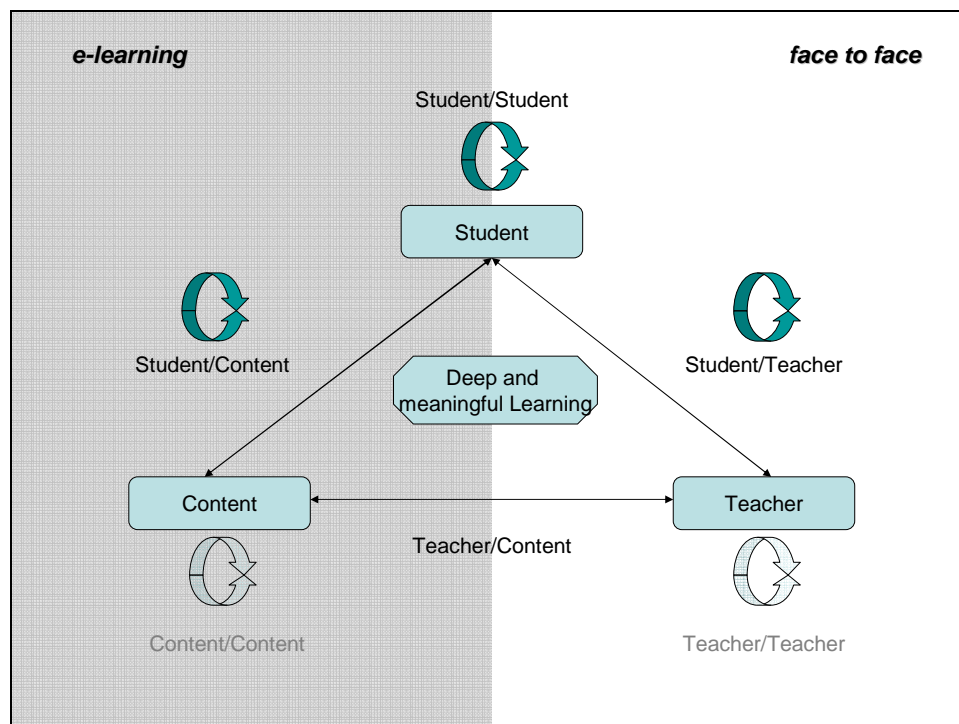 e-learning
face to face
Student/Student
Student
Student/Content
Student/Teacher
Deep and
meaningful Learning
Content
Teacher
Teacher/Content
Content/Content
Teacher/Teacher